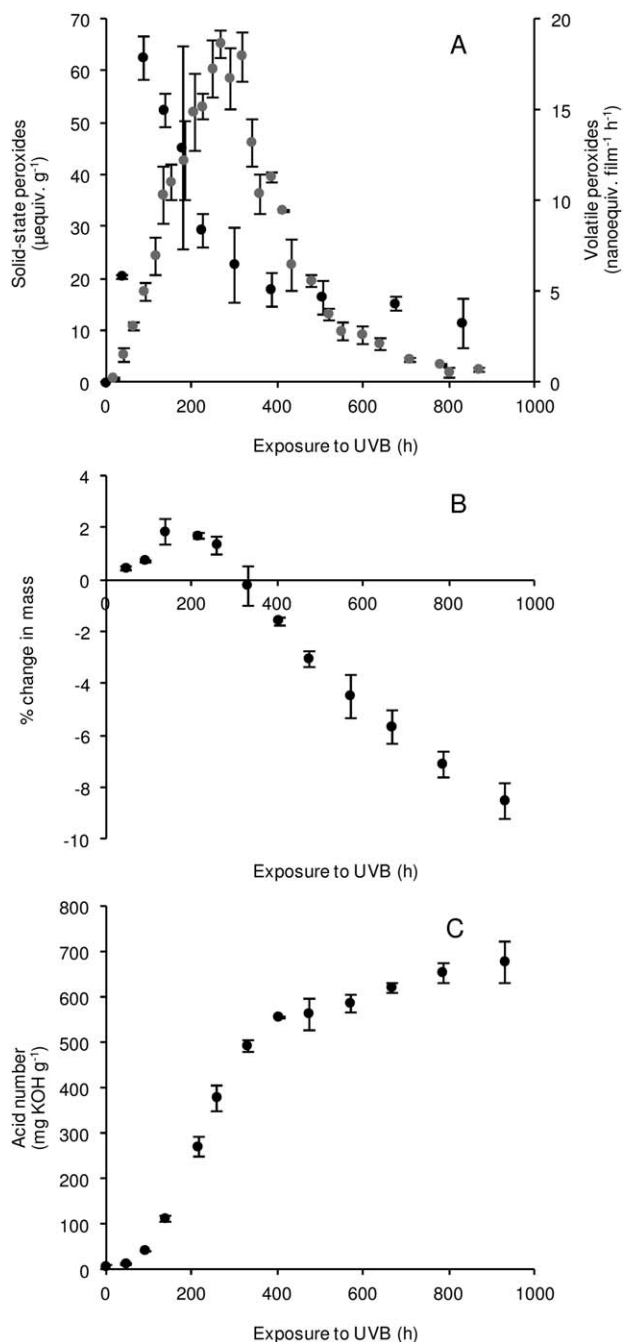 A
70
60
50
40
30
20
10
0
Solid-state peroxides
(µequiv. g⁻¹)
20
15
10
5
0
Volatile peroxides
(nanoequiv. film⁻¹ h⁻¹)
0 200 400 600 800 1000
Exposure to UVB (h)
B
4
2
0
-2
-4
-6
-8
-10
% change in mass
0 200 400 600 800 1000
Exposure to UVB (h)
C
800
700
600
500
400
300
200
100
0
Acid number
(mg KOH g⁻¹)
0 200 400 600 800 1000
Exposure to UVB (h)